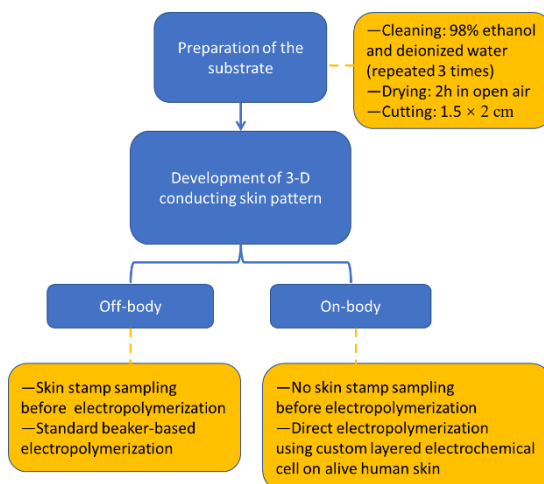 Preparation of the
substrate
—Cleaning: 98% ethanol
and deionized water
(repeated 3 times)
—Drying: 2h in open air
—Cutting: 1.5 × 2 cm
Development of 3-D
conducting skin pattern
Off-body
On-body
—Skin stamp sampling
before electropolymerization
—Standard beaker-based
electropolymerization
—No skin stamp sampling
before electropolymerization
—Direct electropolymerization
using custom layered electrochemical
cell on alive human skin